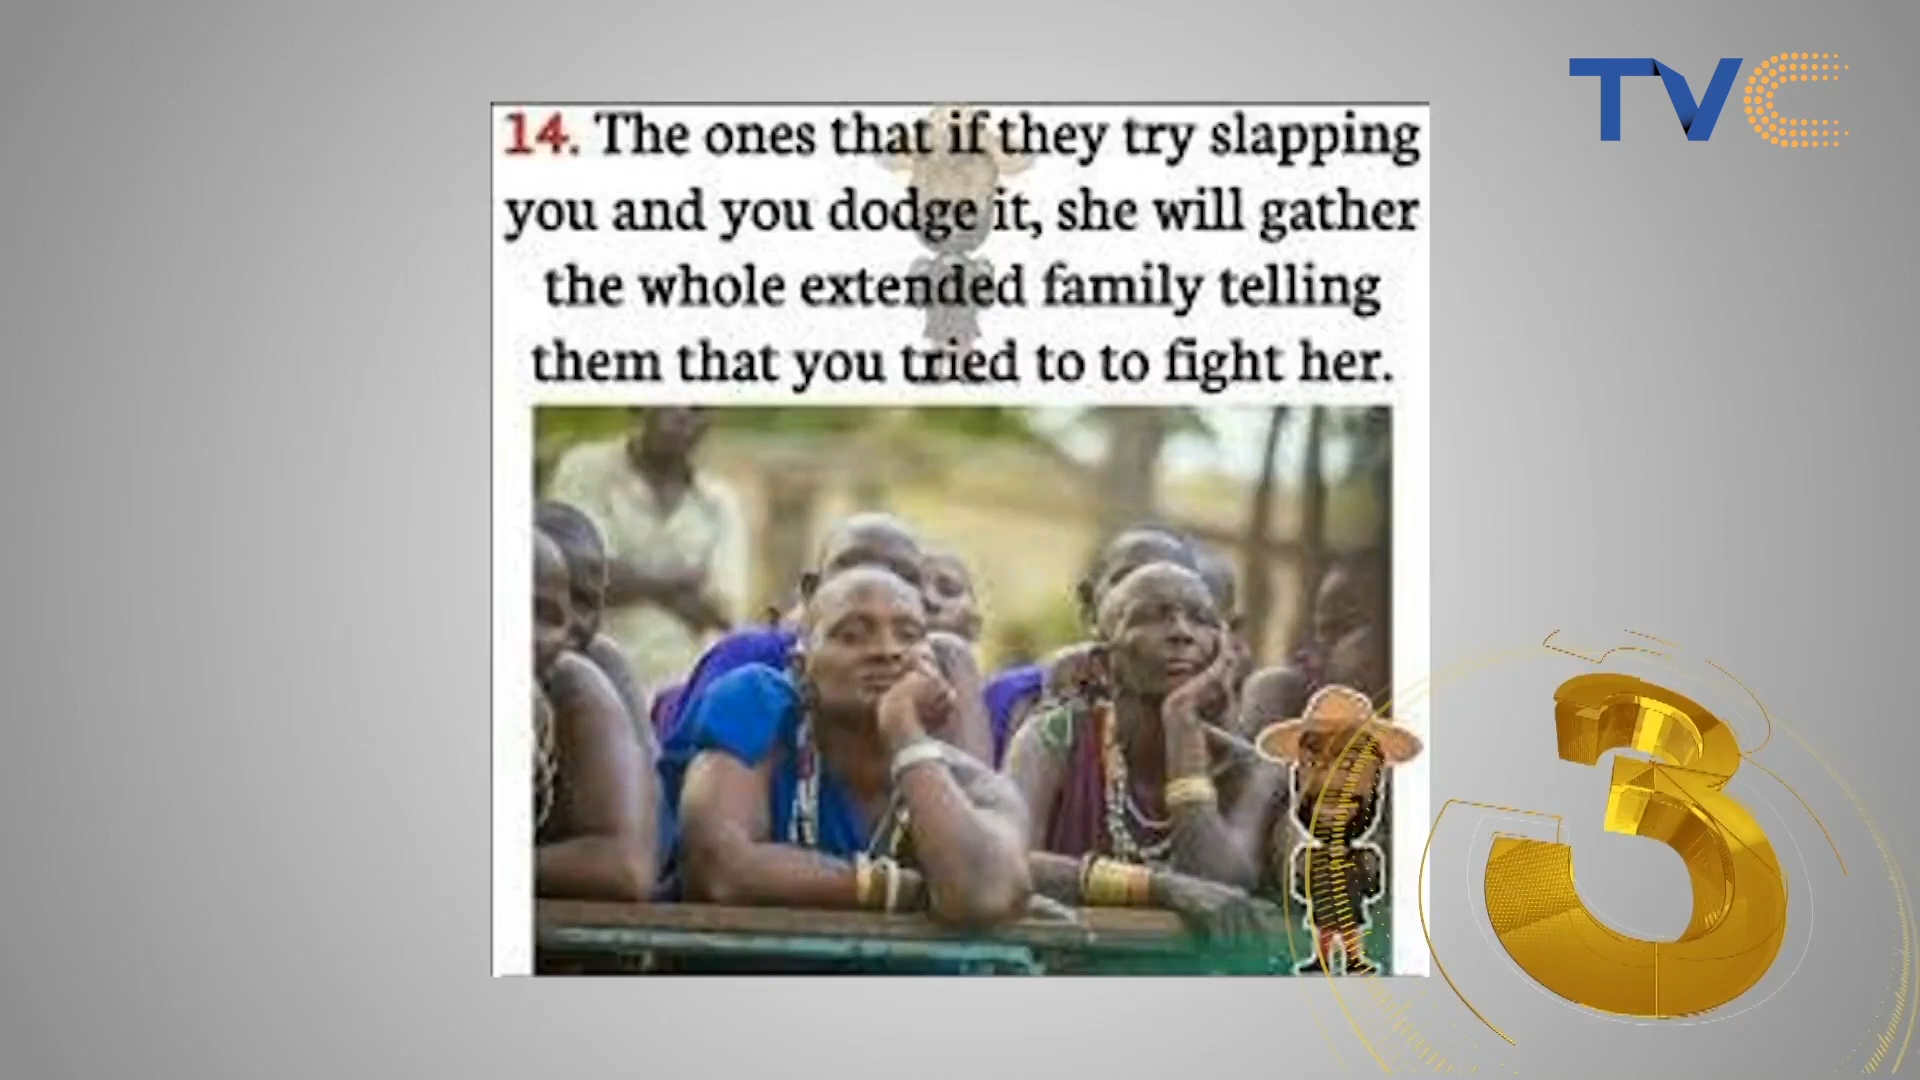 TVC
14. The ones that if they try slapping
you and you dodge it, she will gather
the whole extended family telling
them that you tried to to fight her.
3